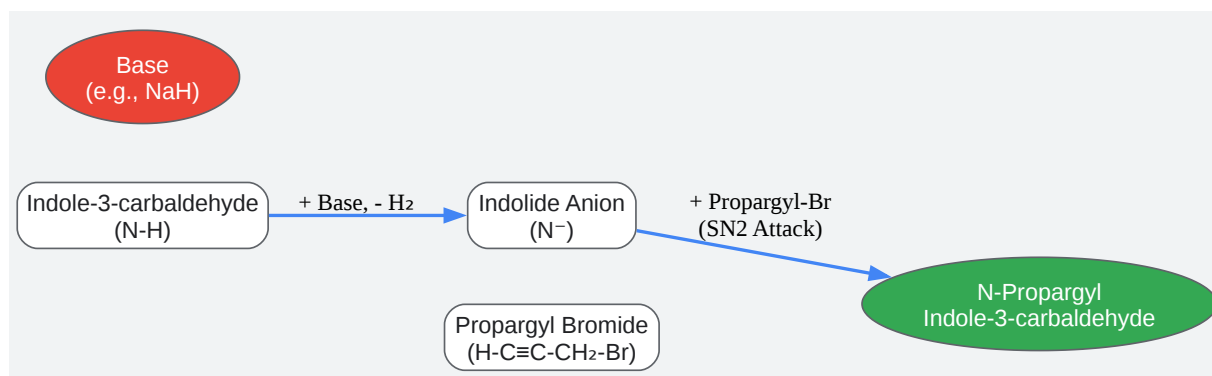 Base
(e.g., NaH)
Indole-3-carbaldehyde
(N-H)
+ Base, - H₂
Indolide Anion
(N⁻)
+ Propargyl-Br
(SN2 Attack)
Propargyl Bromide
(H-C≡C-CH₂-Br)
N-Propargyl
Indole-3-carbaldehyde